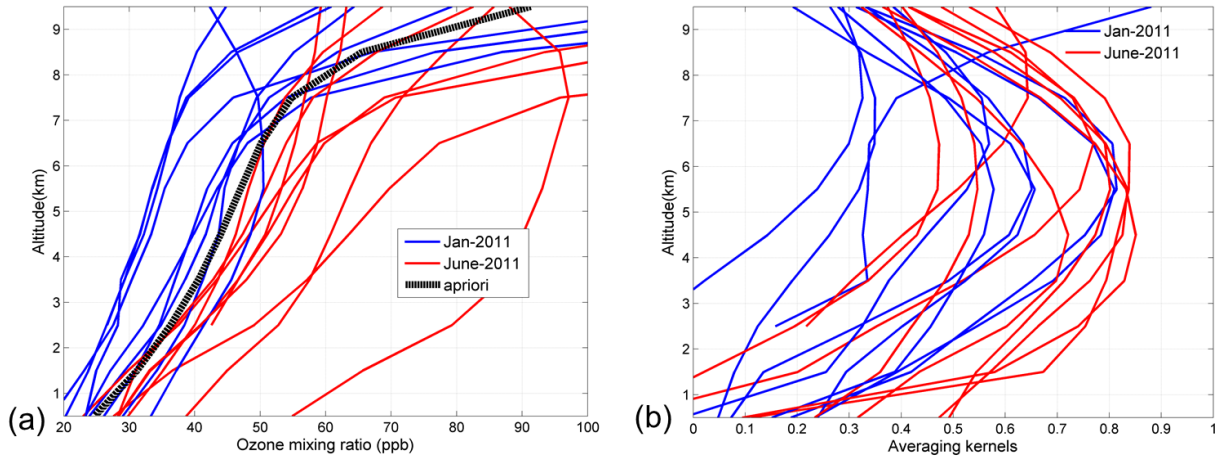 9
8
7
6
5
4
3
2
1
Altitude(km)
Jan-2011
June-2011
apriori
20 30 40 50 60 70 80 90 100
Ozone mixing ratio (ppb)
(a)
9
8
7
6
5
4
3
2
1
Altitude(km)
Jan-2011
June-2011
0 0.1 0.2 0.3 0.4 0.5 0.6 0.7 0.8 0.9 1
Averaging kernels
(b)